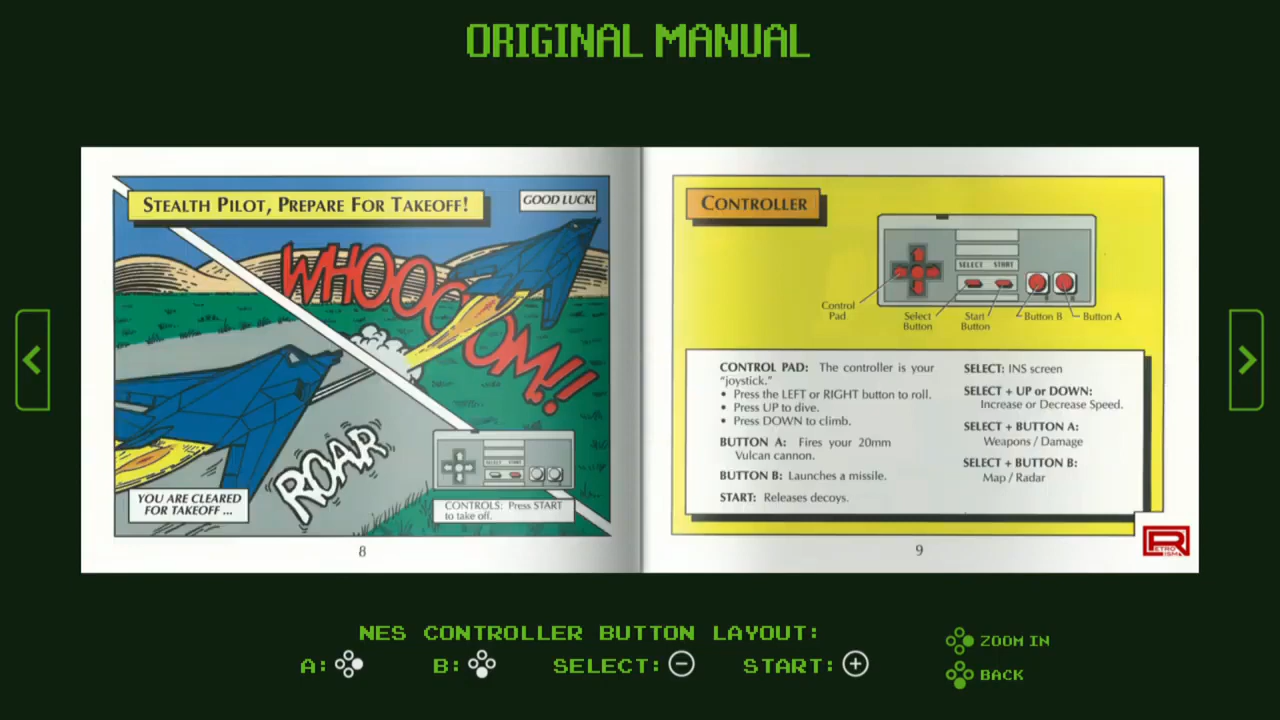 ORIGINAL MANUAL
STEALTH PILOT, PREPARE FOR TAKEOFF!
GOOD LUCK!
WHOOOOM!!
ROAR
YOU ARE CLEARED
FOR TAKEOFF ...
SELECT START
CONTROLS: Press START
to take off.
8
CONTROLLER
SELECT START
Control
Pad
Select
Button
Start
Button
Button B
Button A
CONTROL PAD: The controller is your
“joystick.”
• Press the LEFT or RIGHT button to roll.
• Press UP to dive.
• Press DOWN to climb.
BUTTON A: Fires your 20mm
Vulcan cannon.
BUTTON B: Launches a missile.
START: Releases decoys.
SELECT: INS screen
SELECT + UP or DOWN:
Increase or Decrease Speed.
SELECT + BUTTON A:
Weapons / Damage
SELECT + BUTTON B:
Map / Radar
9
RETRO
ISM
NES CONTROLLER BUTTON LAYOUT:
A: B: SELECT: START:
ZOOM IN
BACK